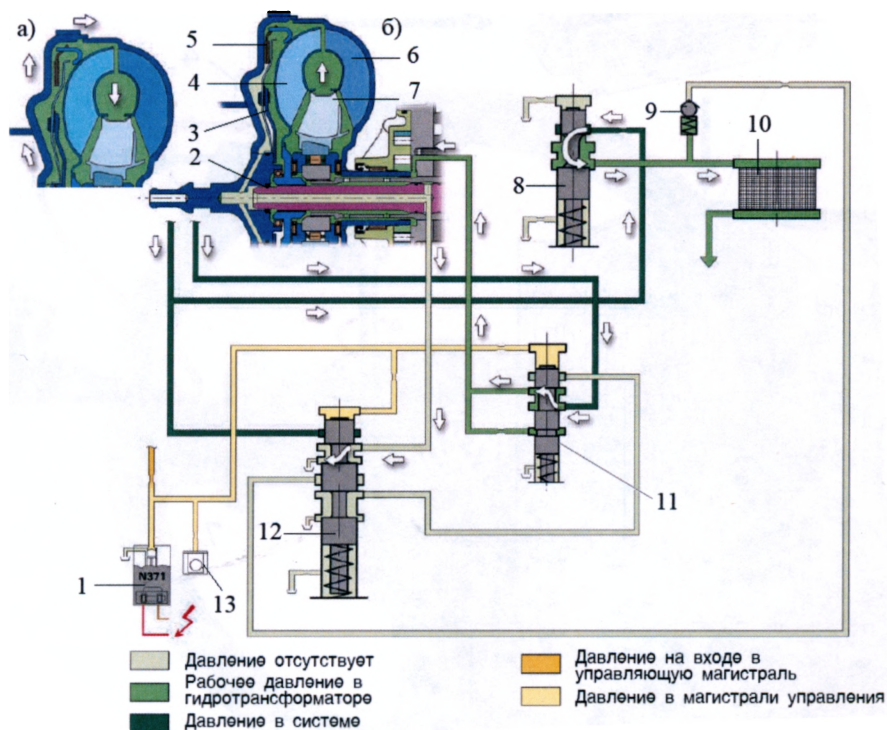 а)
б)
5
6
4
7
3
2
8
9
10
11
12
N371
1
13
Давление отсутствует
Рабочее давление в
гидротрансформаторе
Давление в системе
Давление на входе в
управляющую магистраль
Давление в магистрали управления